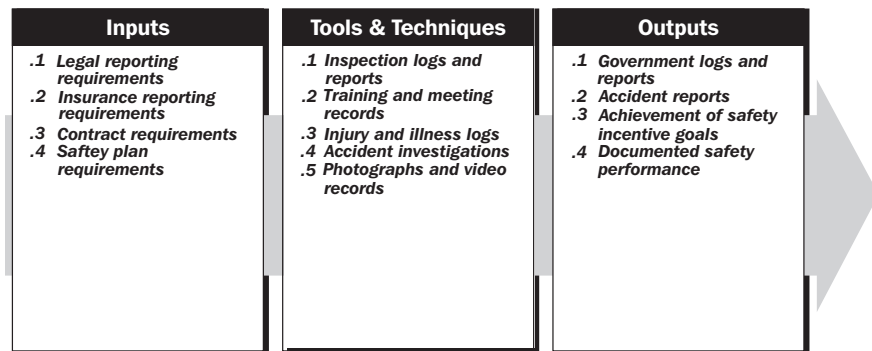 Inputs
.1 Legal reporting
requirements
.2 Insurance reporting
requirements
.3 Contract requirements
.4 Saftey plan
requirements
Tools & Techniques
.1 Inspection logs and
reports
.2 Training and meeting
records
.3 Injury and illness logs
.4 Accident investigations
.5 Photographs and video
records
Outputs
.1 Government logs and
reports
.2 Accident reports
.3 Achievement of safety
incentive goals
.4 Documented safety
performance